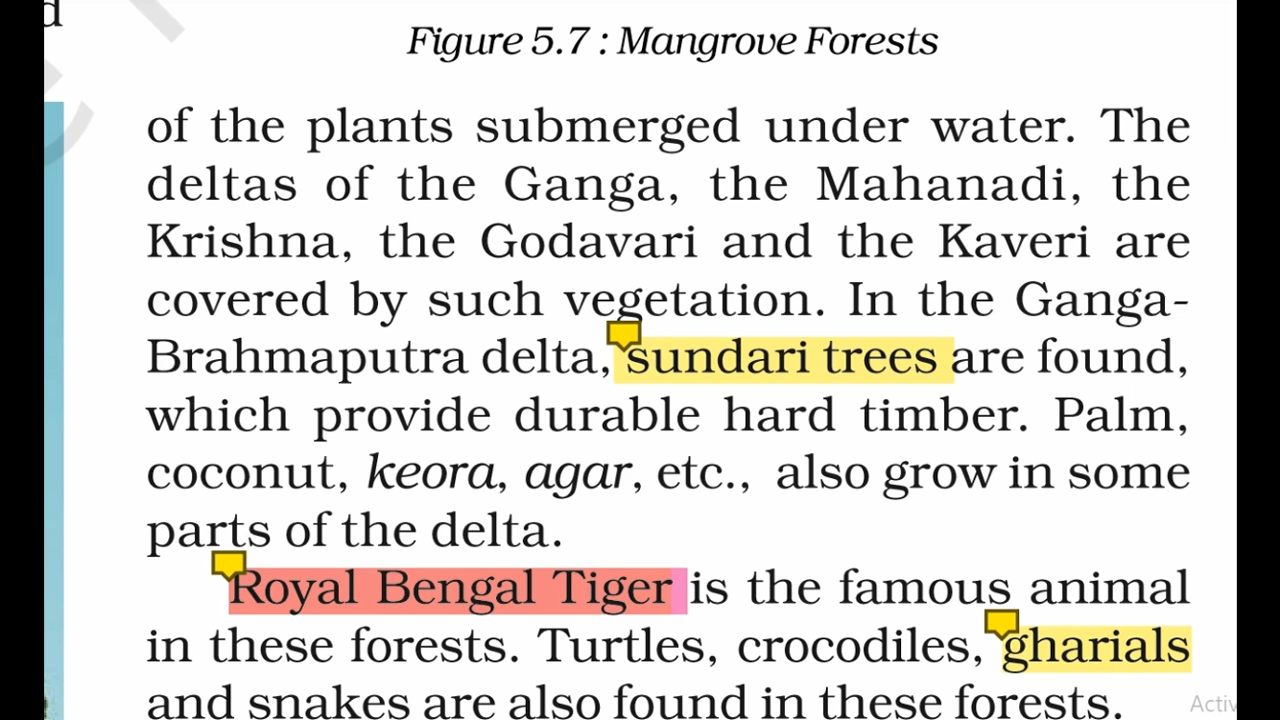 d
Figure 5.7 : Mangrove Forests
of the plants submerged under water. The
deltas of the Ganga, the Mahanadi, the
Krishna, the Godavari and the Kaveri are
covered by such vegetation. In the Ganga-
Brahmaputra delta, sundari trees are found,
which provide durable hard timber. Palm,
coconut, keora, agar, etc., also grow in some
parts of the delta.
Royal Bengal Tiger is the famous animal
in these forests. Turtles, crocodiles, gharials
and snakes are also found in these forests.